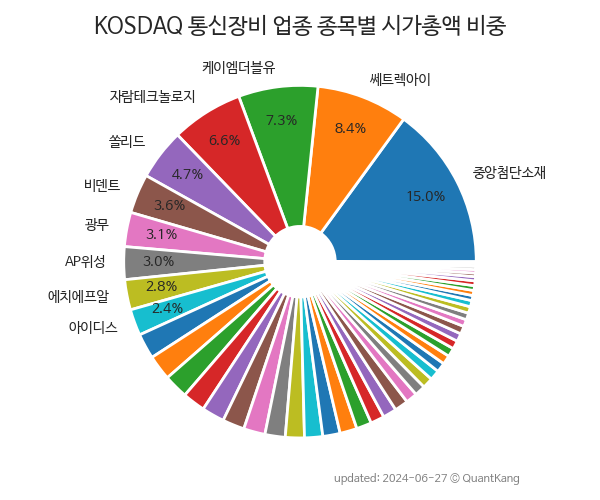 KOSDAQ 통신장비 업종 종목별 시가총액 비중
케이엠더블유
쎄트렉아이
자람테크놀로지
7.3%
8.4%
6.6%
쏠리드
4.7%
중앙첨단소재
비덴트
15.0%
3.6%
광무
3.1%
AP위성
3.0%
에치에프알
2.8%
2.4%
아이디스
updated: 2024-06-27 © QuantKang